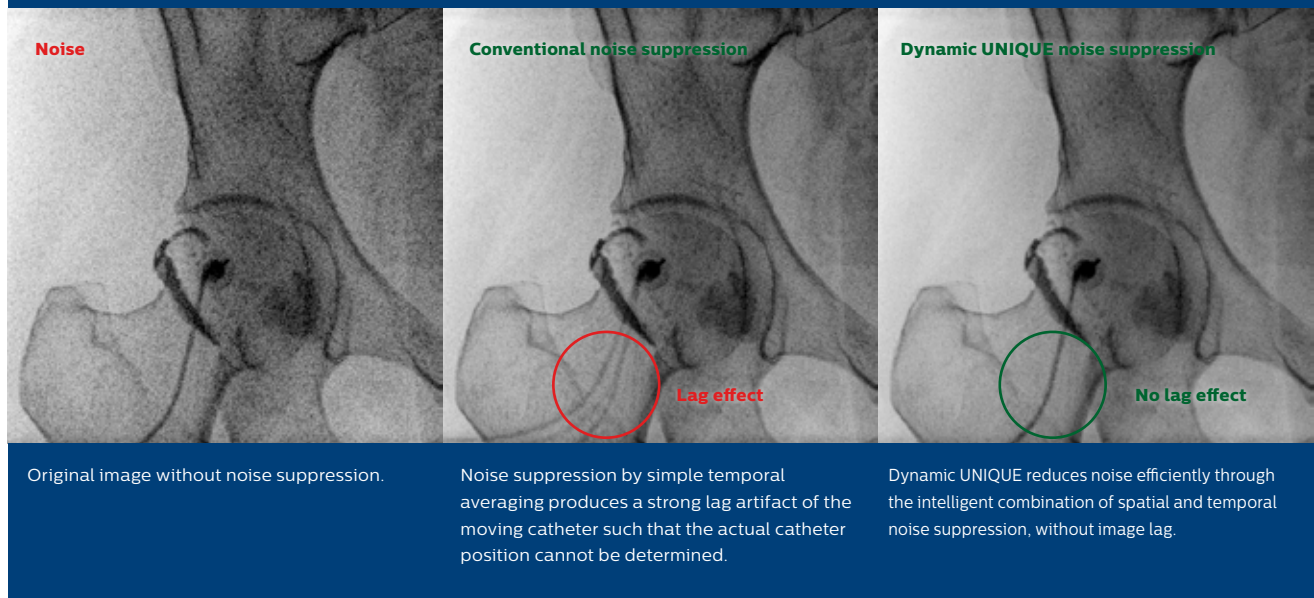 Noise
Conventional noise suppression
Dynamic UNIQUE noise suppression
Lag effect
No lag effect
Original image without noise suppression.
Noise suppression by simple temporal
averaging produces a strong lag artifact of the
moving catheter such that the actual catheter
position cannot be determined.
Dynamic UNIQUE reduces noise efficiently through
the intelligent combination of spatial and temporal
noise suppression, without image lag.